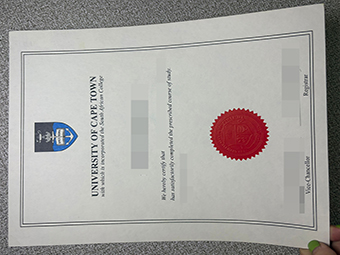 UNIVERSITY OF CAPE TOWN
with which is incorporated the South African College
We hereby certify that
has satisfactorily completed the prescribed course of study
Registrar
Vice-Chancellor